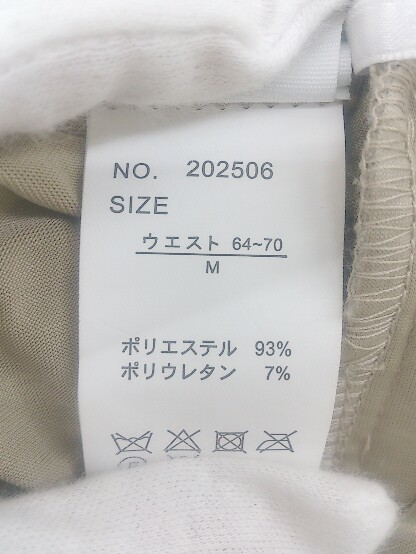 NO. 202506
SIZE
ウエスト 64~70
M
ポリエステル 93%
ポリウレタン 7%